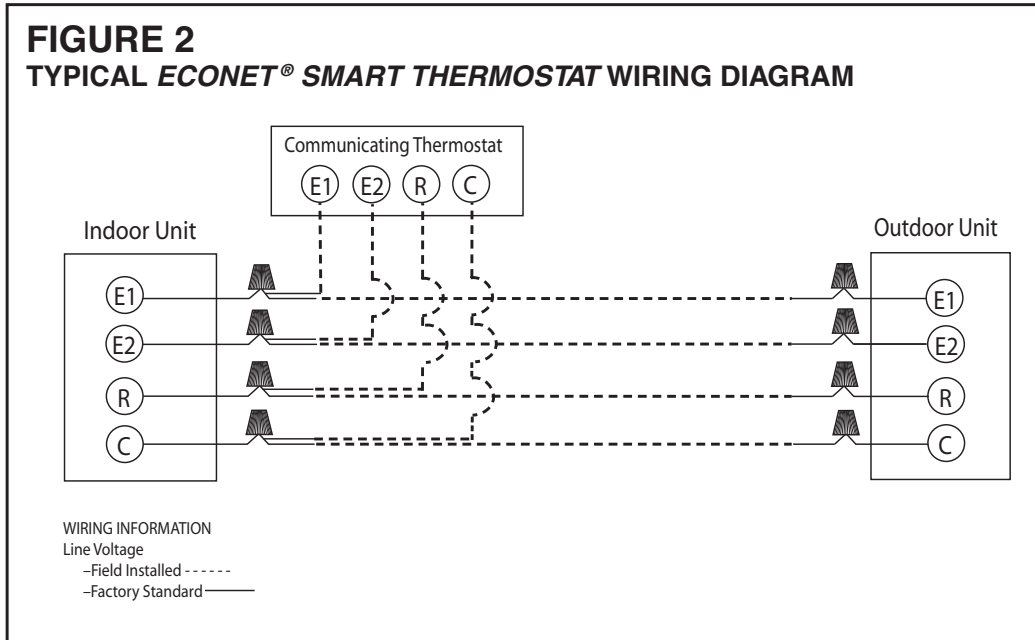 FIGURE 2
TYPICAL ECONET® SMART THERMOSTAT WIRING DIAGRAM
Communicating Thermostat
E1 E2 R C
Indoor Unit
Outdoor Unit
E1
E2
R
C
E1
E2
R
C
WIRING INFORMATION
Line Voltage
–Field Installed
–Factory Standard